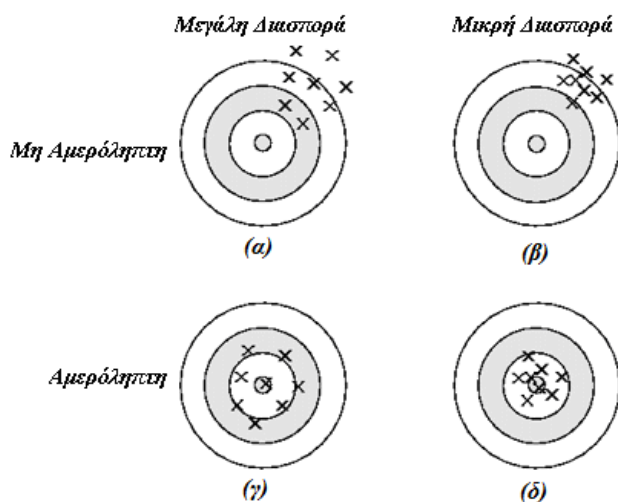 Μεγάλη Διασπορά
Μικρή Διασπορά
Μη Αμερόληπτη
(α)
(β)
Αμερόληπτη
(γ)
(δ)